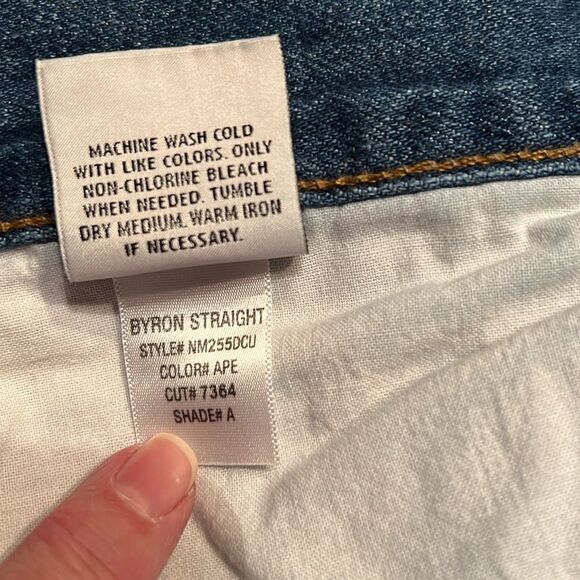 MACHINE WASH COLD
WITH LIKE COLORS. ONLY
NON-CHLORINE BLEACH
WHEN NEEDED. TUMBLE
DRY MEDIUM. WARM IRON
IF NECESSARY.
BYRON STRAIGHT
STYLE# NM255DCU
COLOR# APE
CUT# 7364
SHADE# A